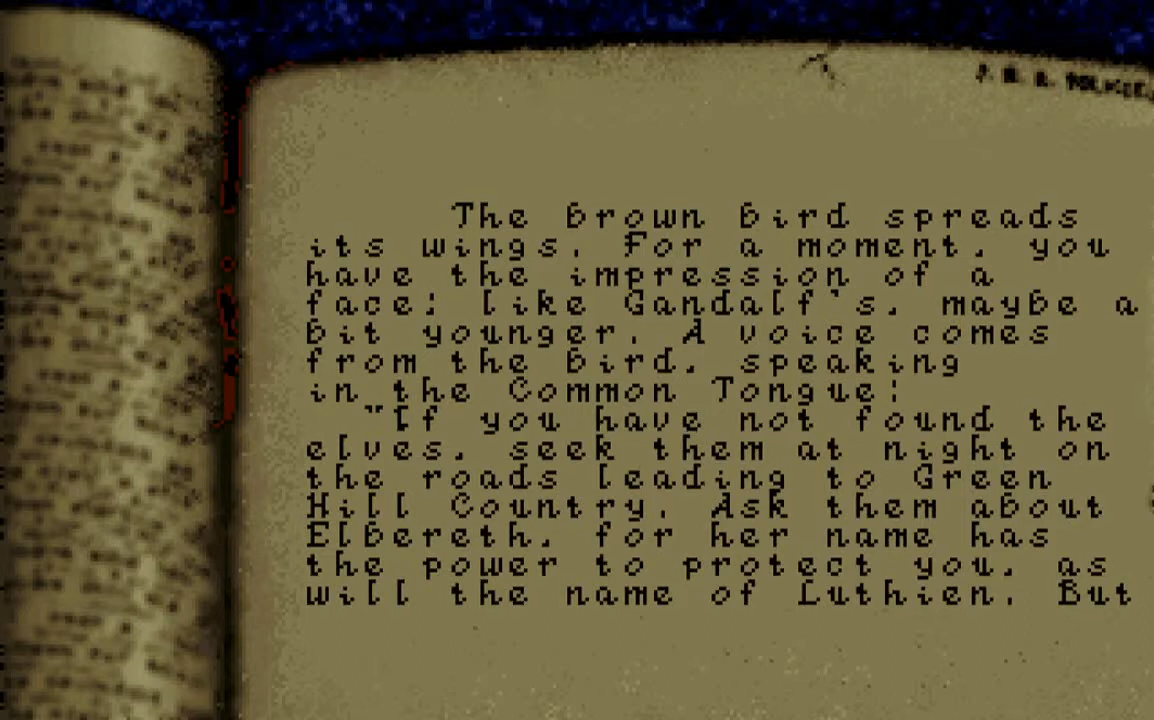 J. R. R. TOLKIEN
The brown bird spreads
its wings. For a moment, you
have the impression of a
face; like Gandalf's, maybe a
bit younger. A voice comes
from the bird, speaking
in the Common Tongue:
"If you have not found the
elves, seek them at night on
the roads leading to Green
Hill Country. Ask them about
Elbereth, for her name has
the power to protect you, as
will the name of Luthien. But